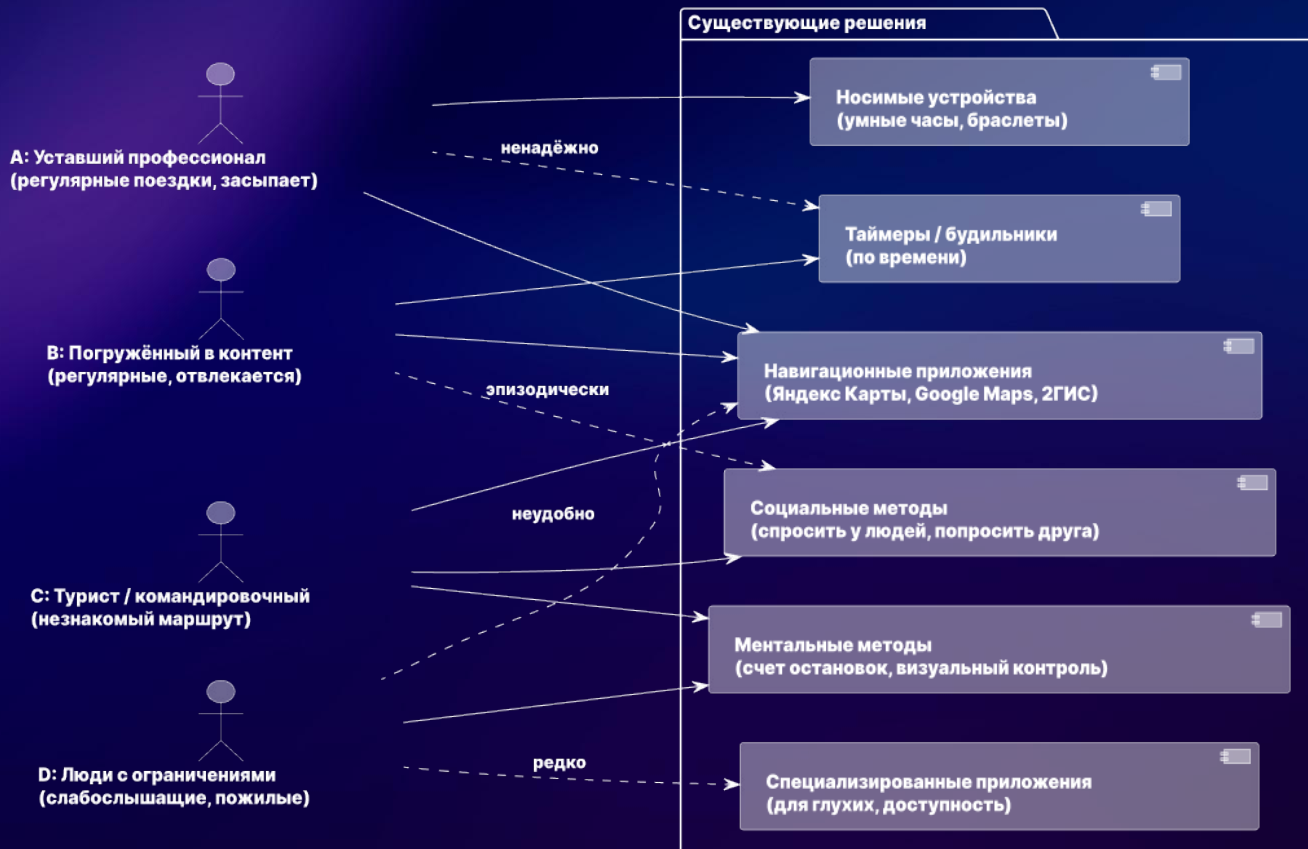 Существующие решения
Носимые устройства
(умные часы, браслеты)
A: Уставший профессионал
(регулярные поездки, засыпает)
ненадёжно
Таймеры / будильники
(по времени)
B: Погружённый в контент
(регулярные, отвлекается)
эпизодически
Навигационные приложения
(Яндекс Карты, Google Maps, 2ГИС)
Социальные методы
(спросить у людей, попросить друга)
неудобно
C: Турист / командировочный
(незнакомый маршрут)
Ментальные методы
(счет остановок, визуальный контроль)
D: Люди с ограничениями
(слабослышащие, пожилые)
редко
Специализированные приложения
(для глухих, доступность)